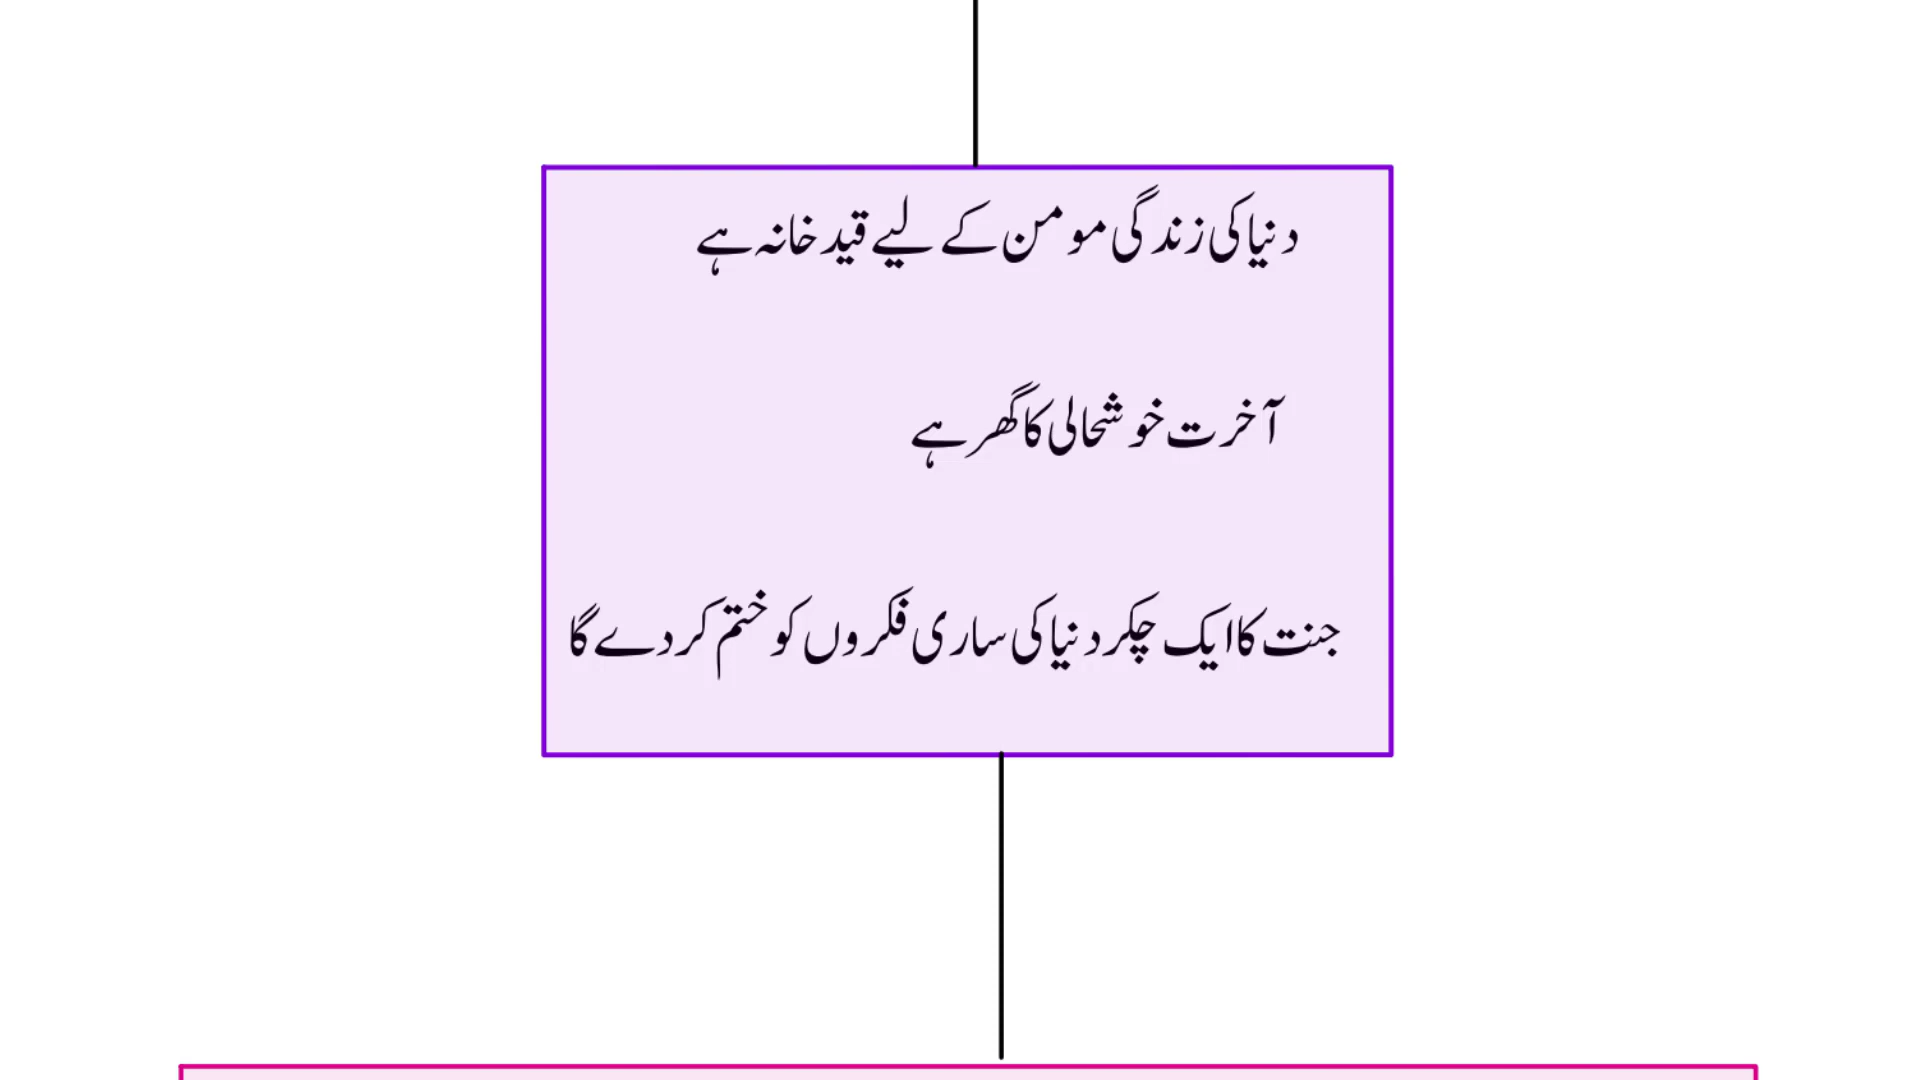 دنیا کی زندگی مومن کے لیے قید خانہ ہے
آخرت خوشحالی کا گھر ہے
جنت کا ایک چکر دنیا کی ساری فکروں کو ختم کر دے گا